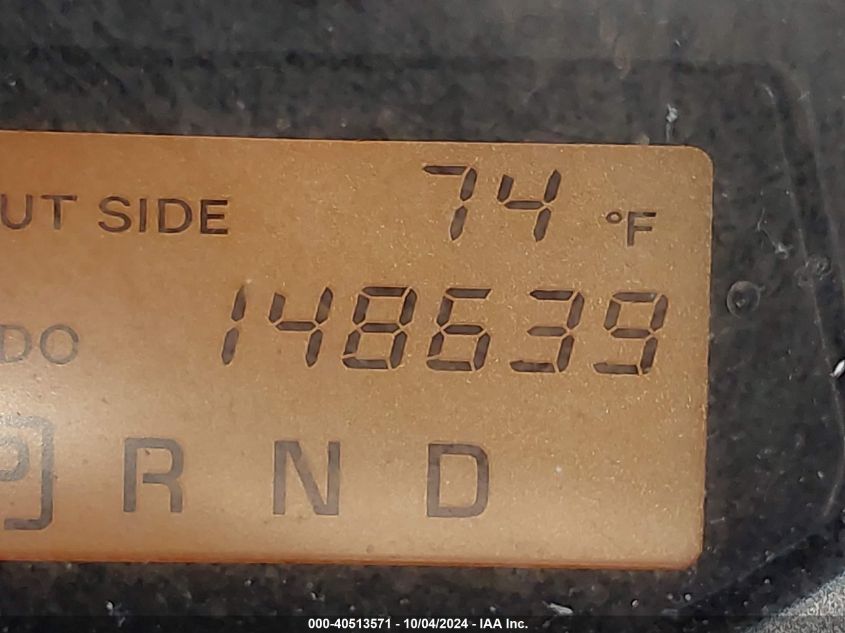 UT SIDE 74 °F
DO 148639
P R N D
000-40513571 - 10/04/2024 - IAA Inc.